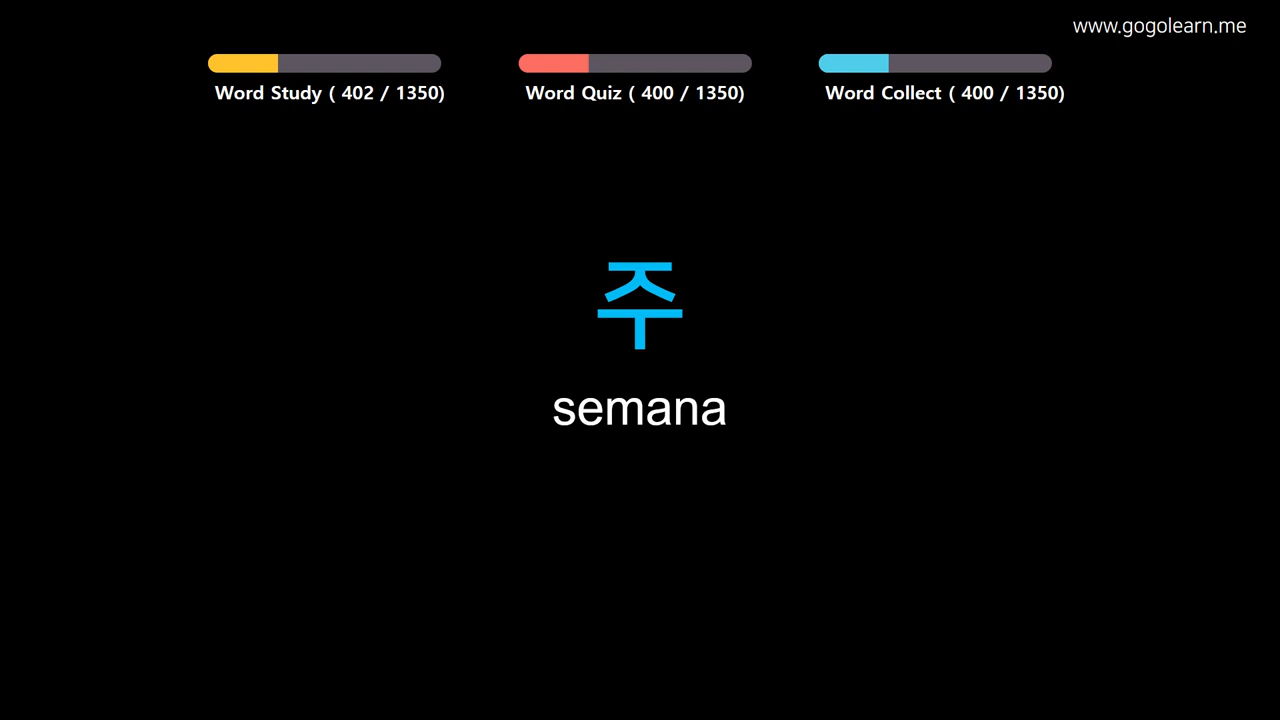 www.gogolearn.me
Word Study ( 402 / 1350)
Word Quiz ( 400 / 1350)
Word Collect ( 400 / 1350)
주
semana